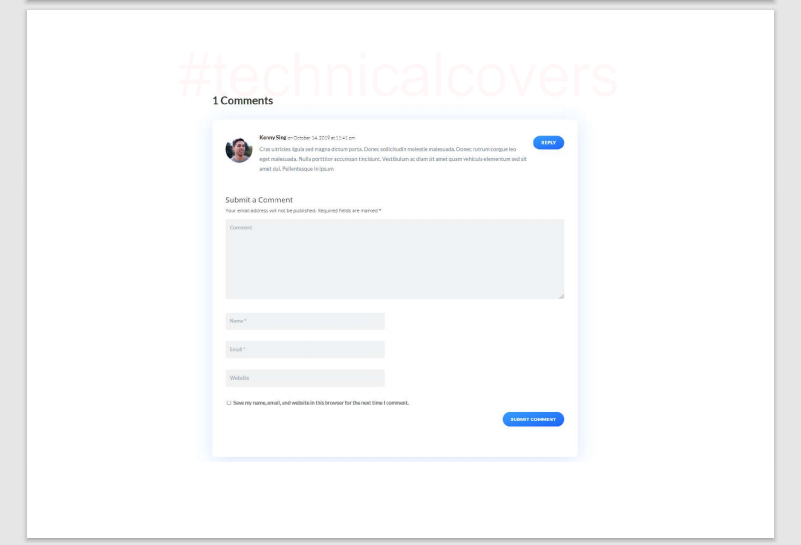 #technicalcovers
1 Comments
Kenny Sing on October 14, 2019 at 11:41 am
Cras ultricies ligula sed magna dictum porta. Donec sollicitudin molestie malesuada. Donec rutrum congue leo
eget malesuada. Nulla porttitor accumsan tincidunt. Vestibulum ac diam sit amet quam vehicula elementum sed sit
amet dui. Pellentesque in ipsum
REPLY
Submit a Comment
Your email address will not be published. Required fields are marked *
Comment
Name *
Email *
Website
Save my name, email, and website in this browser for the next time I comment.
SUBMIT COMMENT